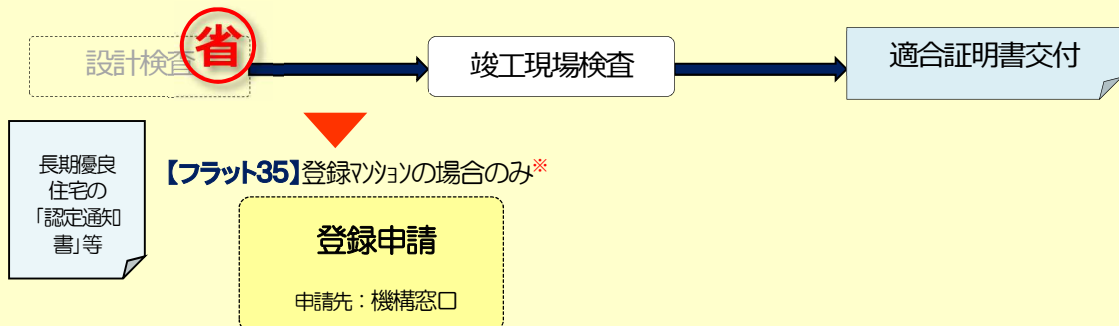 設計検査
省
竣工現場検査
適合証明書交付
長期優良
住宅の
「認定通知
書」等
【フラット35】登録マンションの場合のみ※
登録申請
申請先：機構窓口